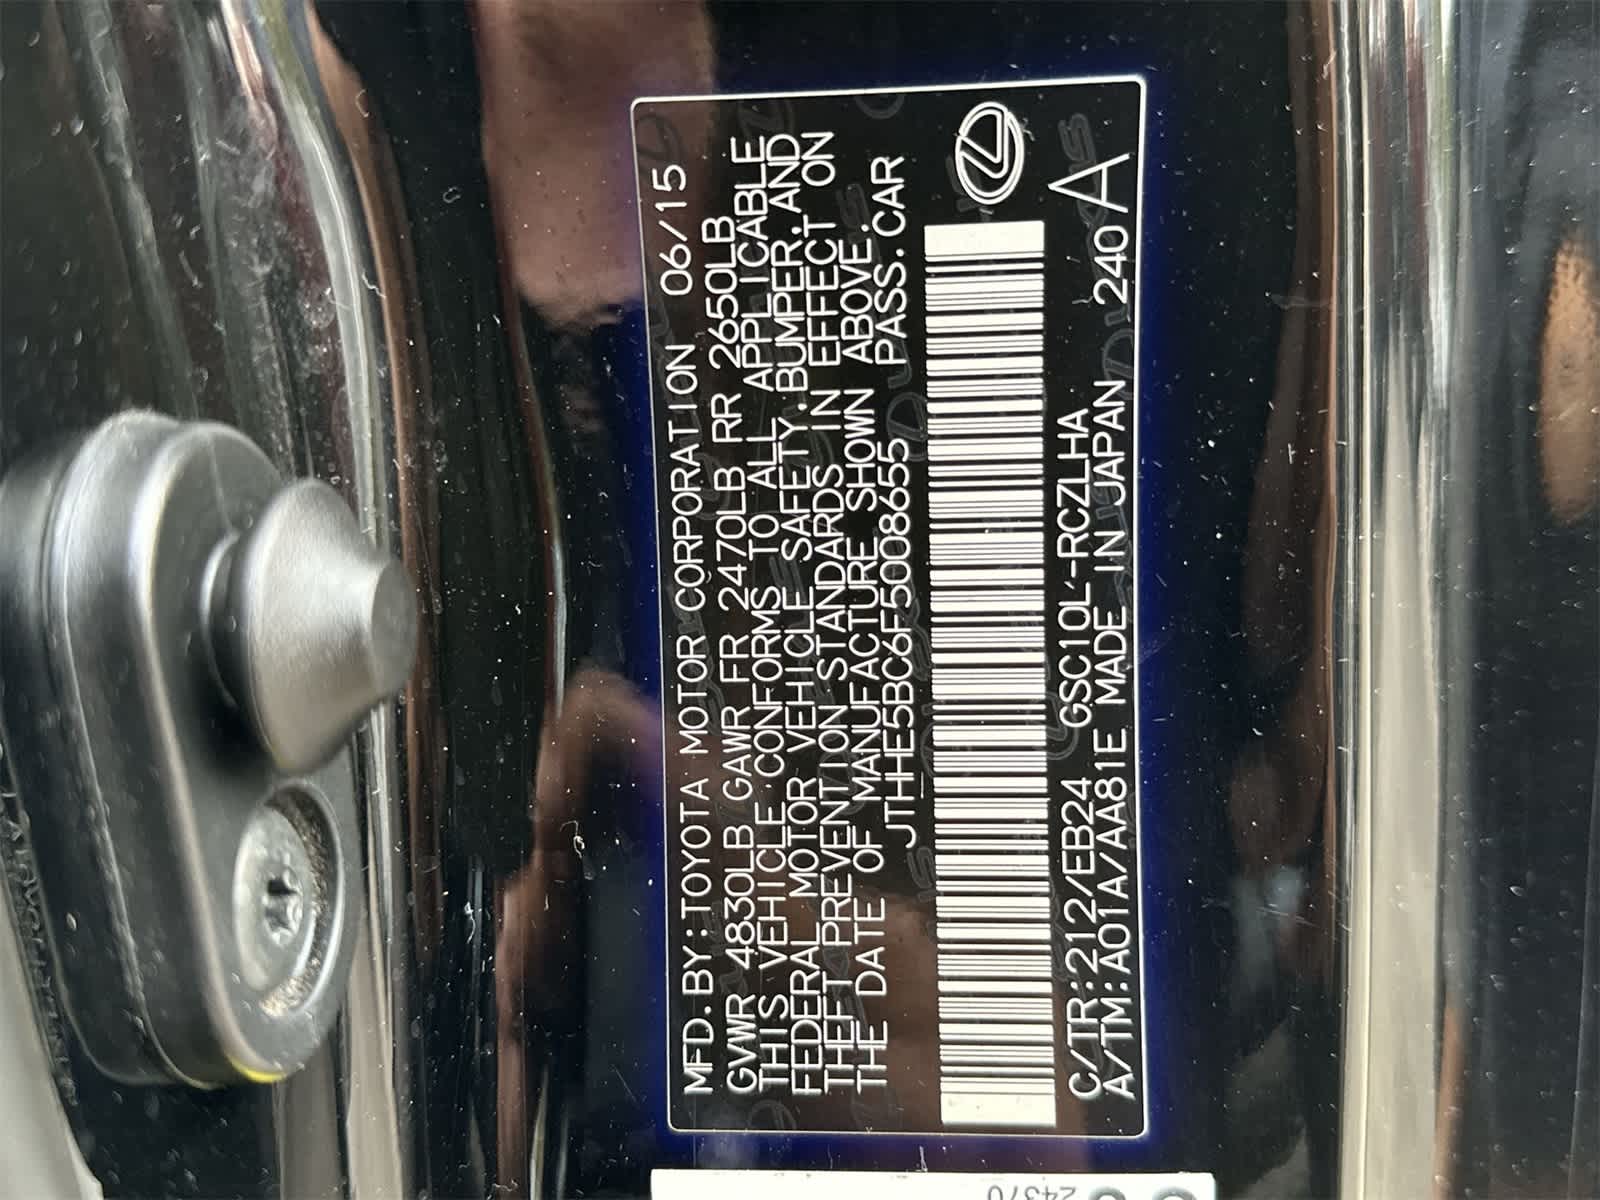 MFD.BY:TOYOTA MOTOR CORPORATION 06/15
GVWR 4830LB GAWR FR 2470LB RR 2650LB
THIS VEHICLE CONFORMS TO ALL APPLICABLE
FEDERAL MOTOR VEHICLE SAFETY,BUMPER,AND
THEFT PREVENTION STANDARDS IN EFFECT ON
THE DATE OF MANUFACTURE SHOWN ABOVE.
JTHHE5BC6F5008655 PASS.CAR
C/TR:212/EB24 GSC10L-RCZLHA
A/TM:A01A/AA81E MADE IN JAPAN 240A
24370